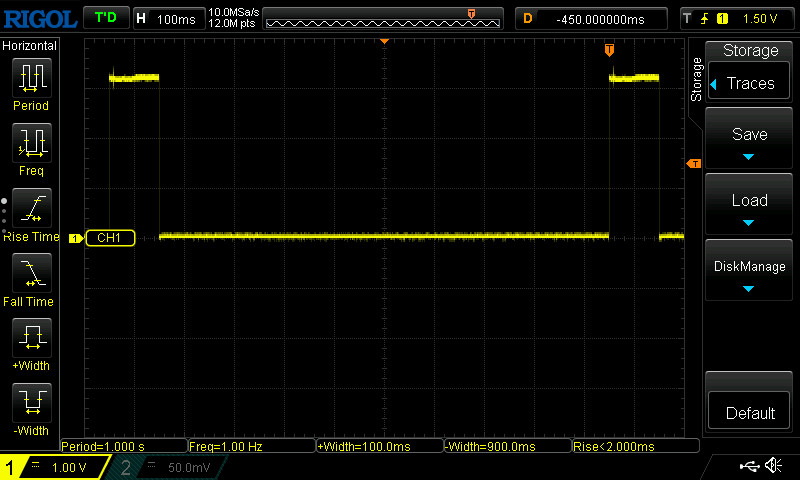 RIGOL T'D H 100ms 10.0MSa/s D -450.000000ms T 1 1.50 V
12.0M pts
T
Horizontal
Period
Freq
Rise Time
Fall Time
+Width
-Width
T
T
1 CH1
Storage
Storage
Traces
Save
Load
DiskManage
Default
Period=1.000 s Freq=1.00 Hz +Width=100.0ms -Width=900.0ms Rise<2.000ms
1 1.00 V 2 50.0mV